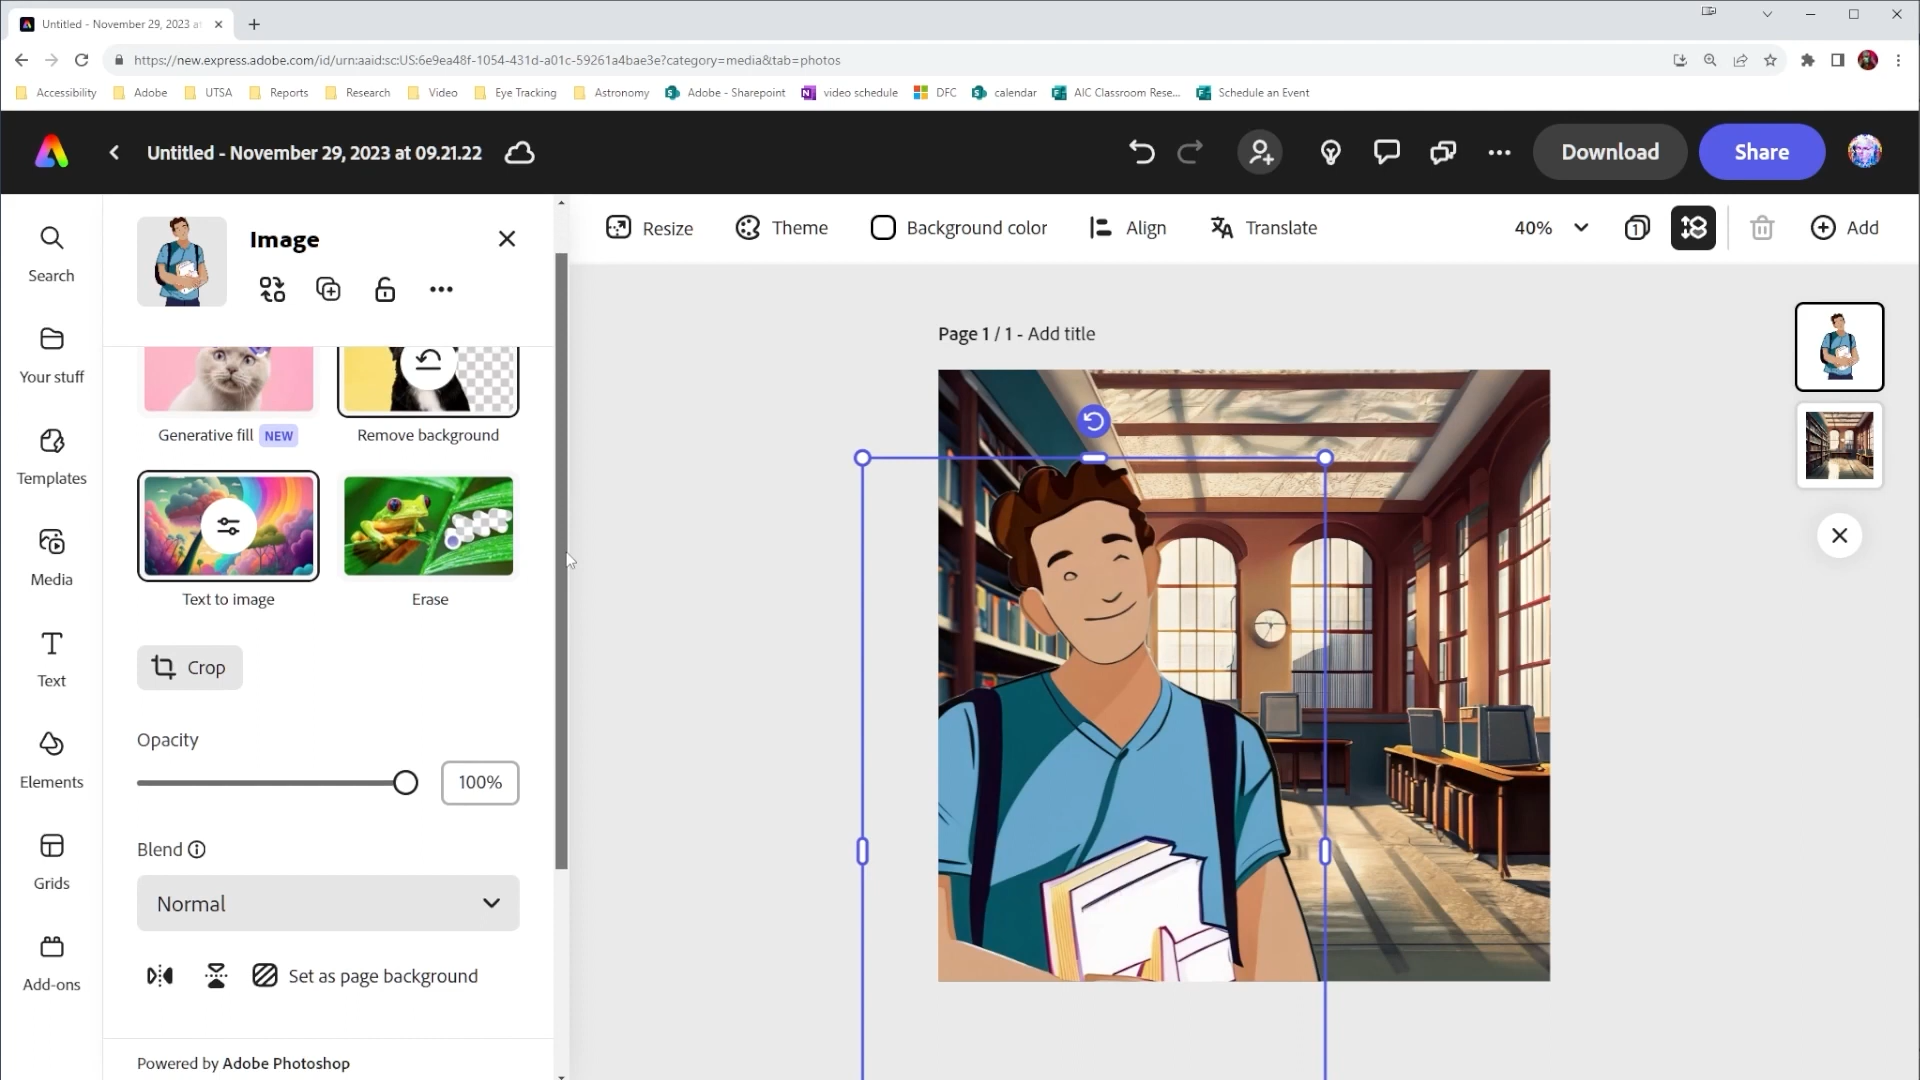 Untitled - November 29, 2023 at
https://new.express.adobe.com/id/urn:aaid:sc:US:6e9ea48f-1054-431d-a01c-59261a4bae3e?category=media&tab=photos
Accessibility Adobe UTSA Reports Research Video Eye Tracking Astronomy Adobe - Sharepoint video schedule DFC calendar AIC Classroom Rese... Schedule an Event
Untitled - November 29, 2023 at 09.21.22 Download Share
Resize Theme Background color Align Translate 40% 1 Add
Image
Search
Your stuff
Templates
Media
Text
Elements
Grids
Add-ons
Generative fill NEW Remove background
Text to image Erase
Crop
Opacity
100%
Blend
Normal
Set as page background
Powered by Adobe Photoshop
Page 1 / 1 - Add title